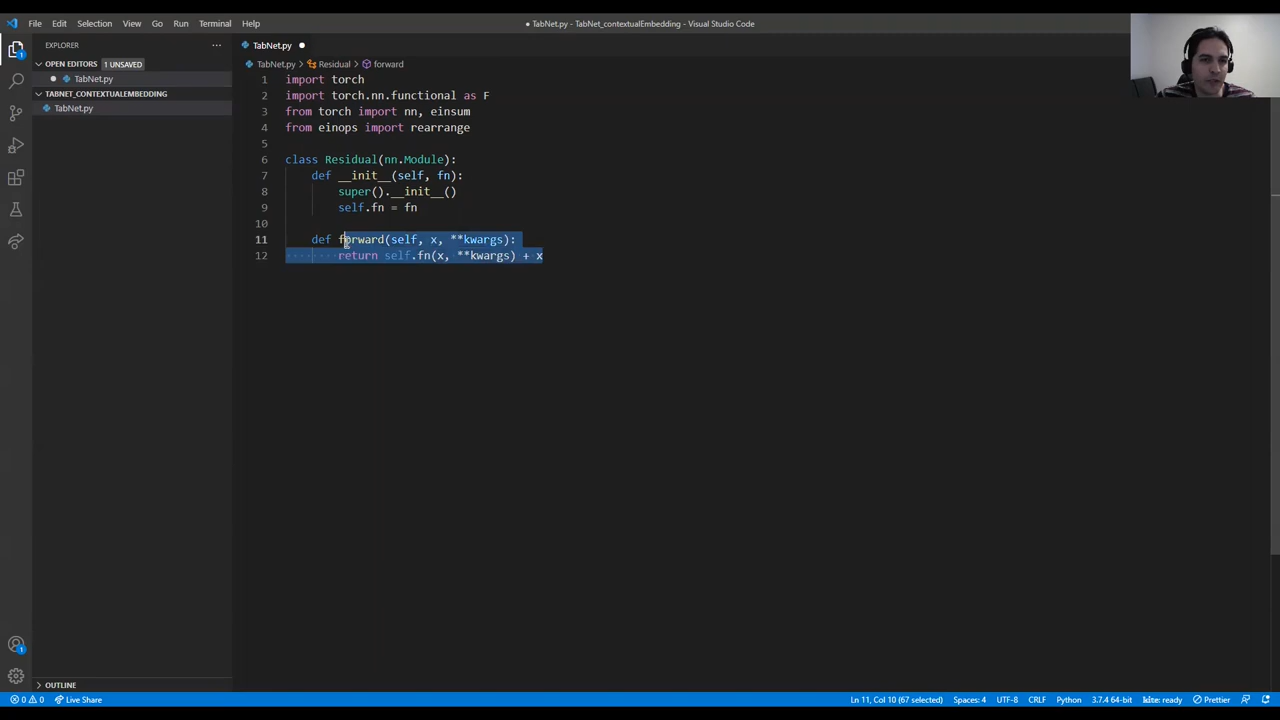 File Edit Selection View Go Run Terminal Help
● TabNet.py - TabNet_contextualEmbedding - Visual Studio Code
EXPLORER
OPEN EDITORS 1 UNSAVED
TabNet.py
TABNET_CONTEXTUALEMBEDDING
TabNet.py
OUTLINE
TabNet.py
TabNet.py > Residual > forward
1 import torch
2 import torch.nn.functional as F
3 from torch import nn, einsum
4 from einops import rearrange
5
6 class Residual(nn.Module):
7 def __init__(self, fn):
8 super().__init__()
9 self.fn = fn
10
11 def forward(self, x, **kwargs):
12 return self.fn(x, **kwargs) + x
1
1
0 0 Live Share
Ln 11, Col 10 (67 selected) Spaces: 4 UTF-8 CRLF Python 3.7.4 64-bit kite: ready Prettier